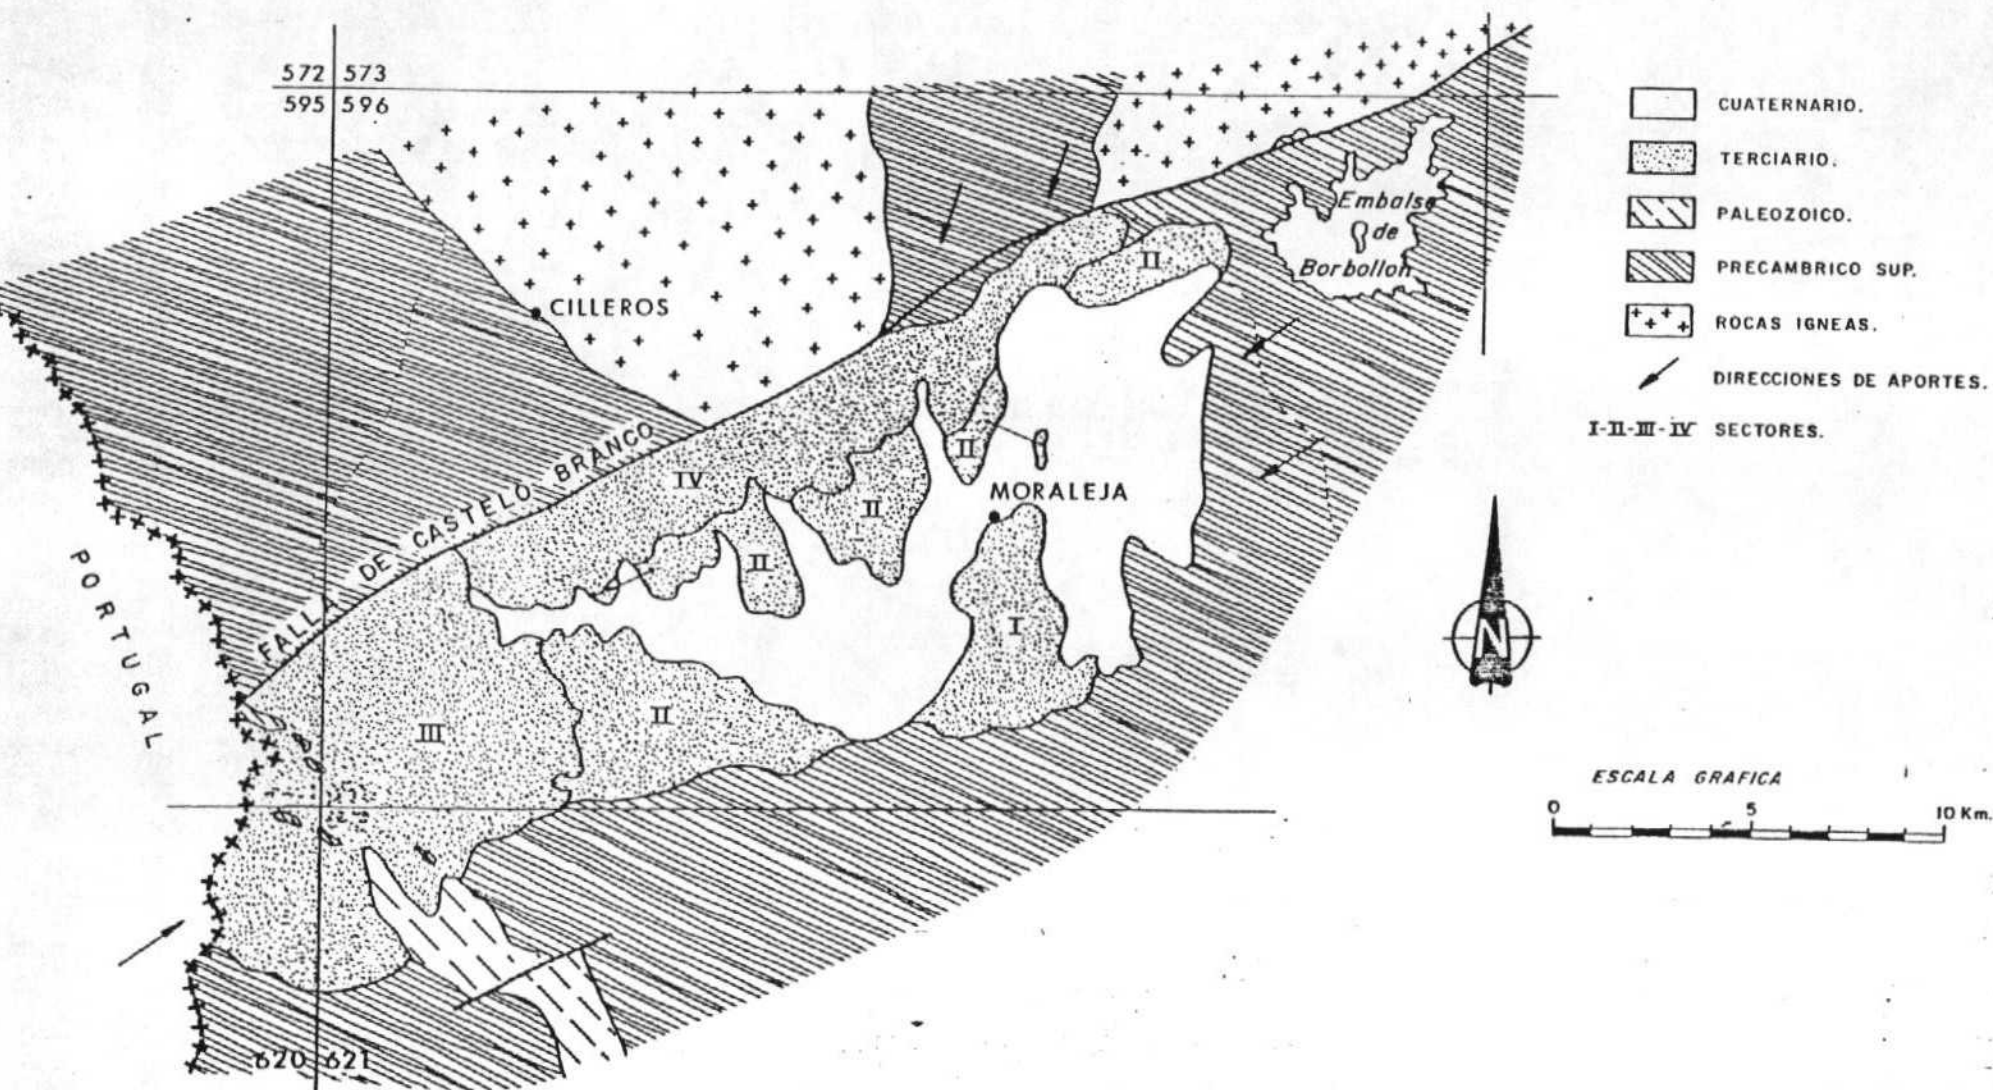 572 573
595 596
CILLEROS
Embalse
de
Borbollon
II
II
II
IV
II
MORALEJA
I
II
III
FALLA DE CASTELO BRANCO
PORTUGAL
620 621
CUATERNARIO.
TERCIARIO.
PALEOZOICO.
PRECAMBRICO SUP.
ROCAS IGNEAS.
DIRECCIONES DE APORTES.
I-II-III-IV SECTORES.
N
ESCALA GRAFICA
0 5 10 Km.